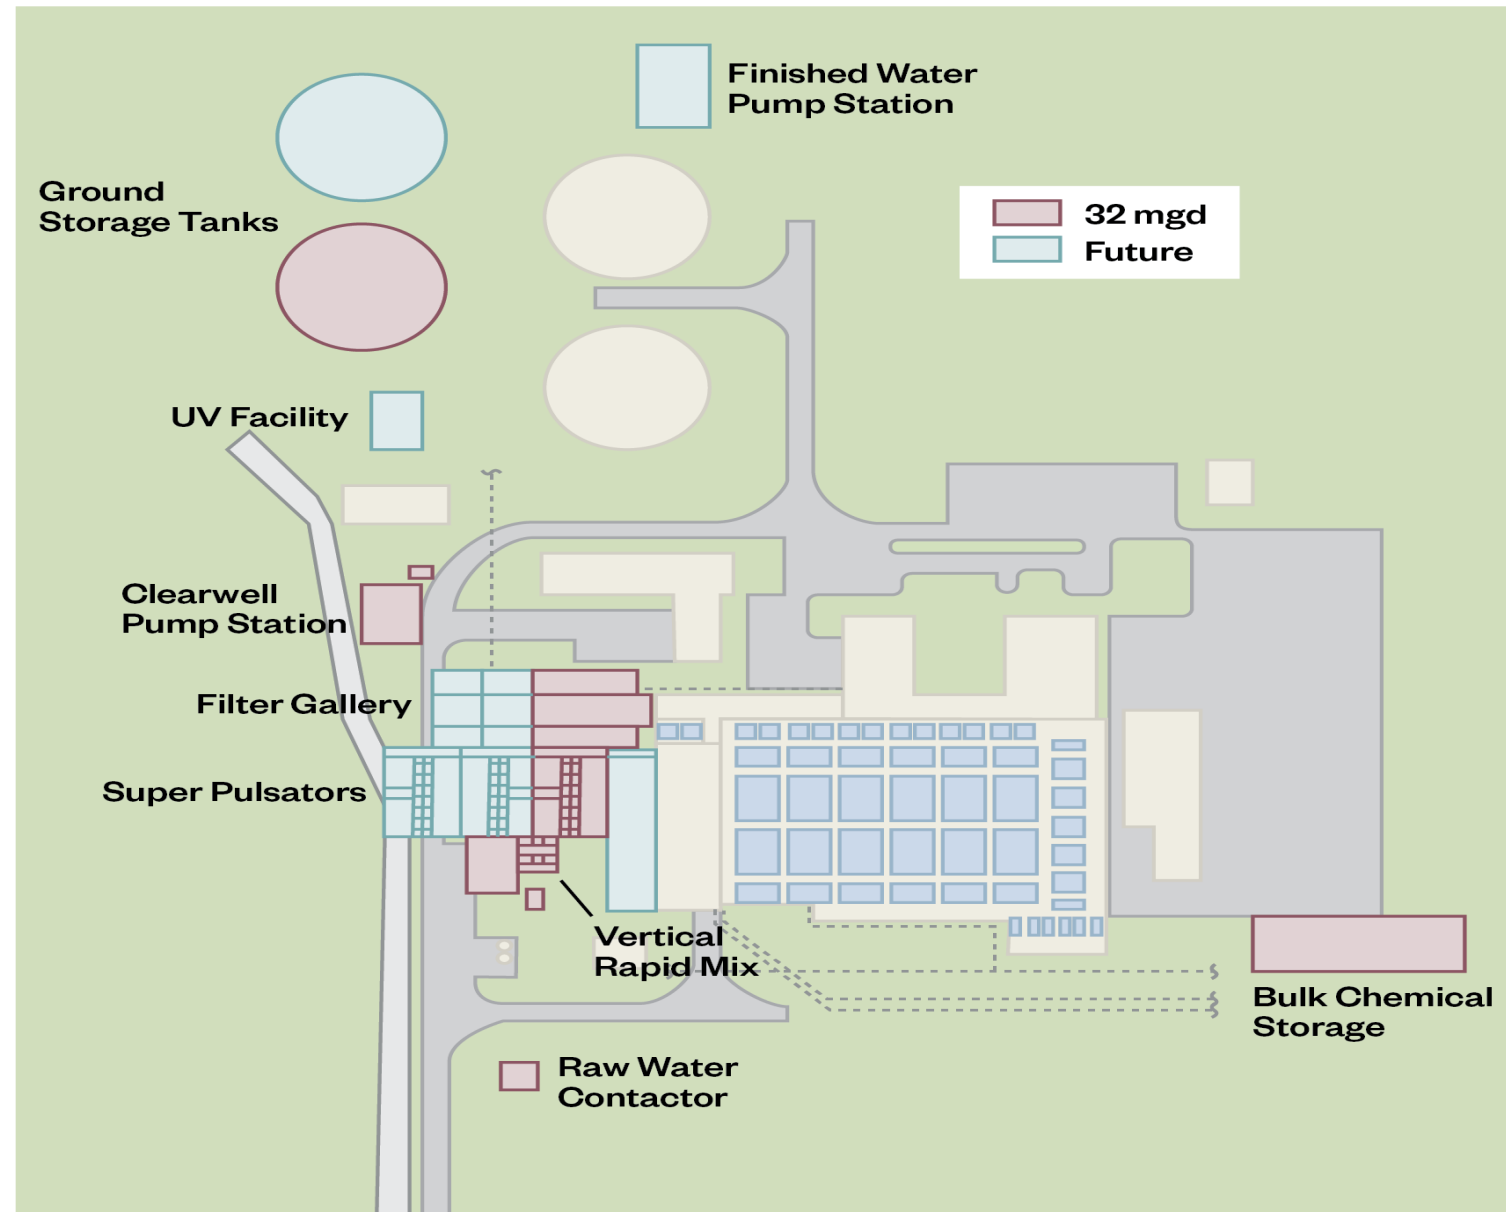 Finished Water
Pump Station
Ground
Storage Tanks
32 mgd
Future
UV Facility
Clearwell
Pump Station
Filter Gallery
Super Pulsators
Vertical
Rapid Mix
Bulk Chemical
Storage
Raw Water
Contactor